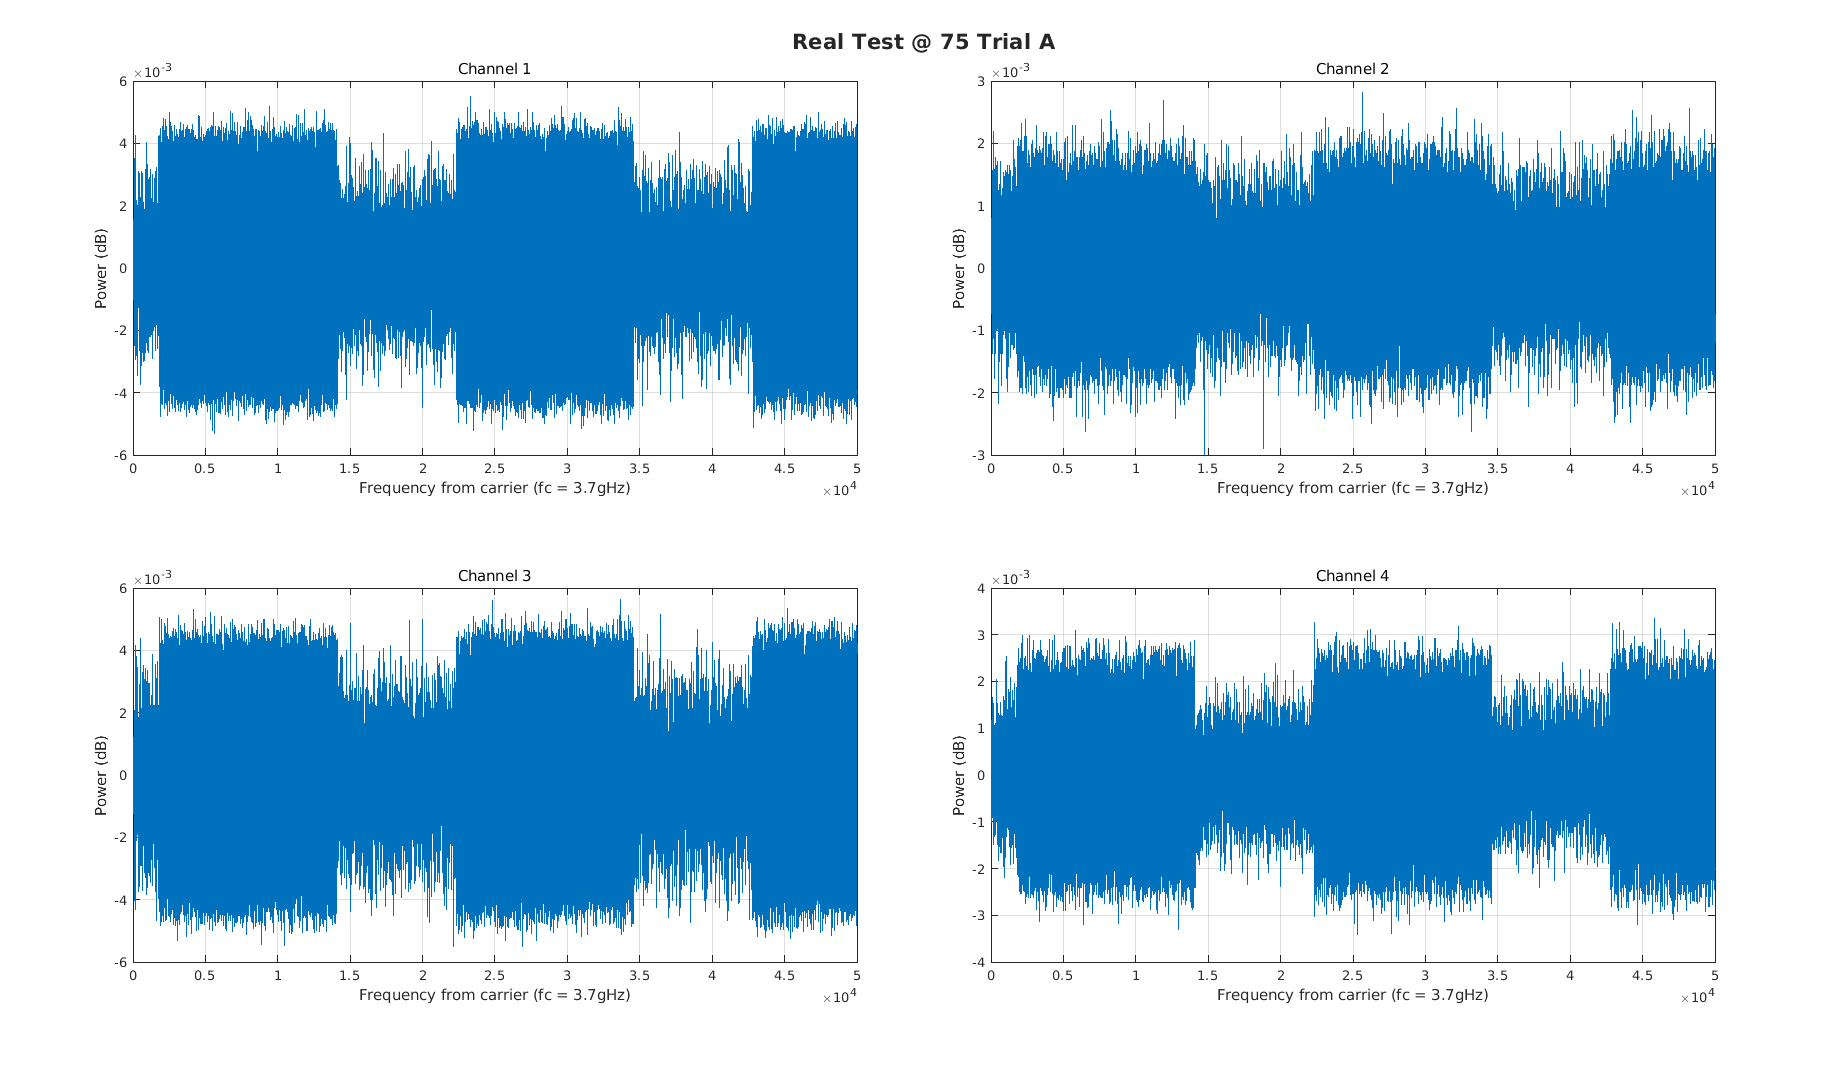 Real Test @ 75 Trial A
Channel 1
×10-3
6
4
2
0
-2
-4
-6
Power (dB)
0 0.5 1 1.5 2 2.5 3 3.5 4 4.5 5
Frequency from carrier (fc = 3.7gHz)
×104
Channel 2
×10-3
3
2
1
0
-1
-2
-3
Power (dB)
0 0.5 1 1.5 2 2.5 3 3.5 4 4.5 5
Frequency from carrier (fc = 3.7gHz)
×104
Channel 3
×10-3
6
4
2
0
-2
-4
-6
Power (dB)
0 0.5 1 1.5 2 2.5 3 3.5 4 4.5 5
Frequency from carrier (fc = 3.7gHz)
×104
Channel 4
×10-3
4
3
2
1
0
-1
-2
-3
-4
Power (dB)
0 0.5 1 1.5 2 2.5 3 3.5 4 4.5 5
Frequency from carrier (fc = 3.7gHz)
×104